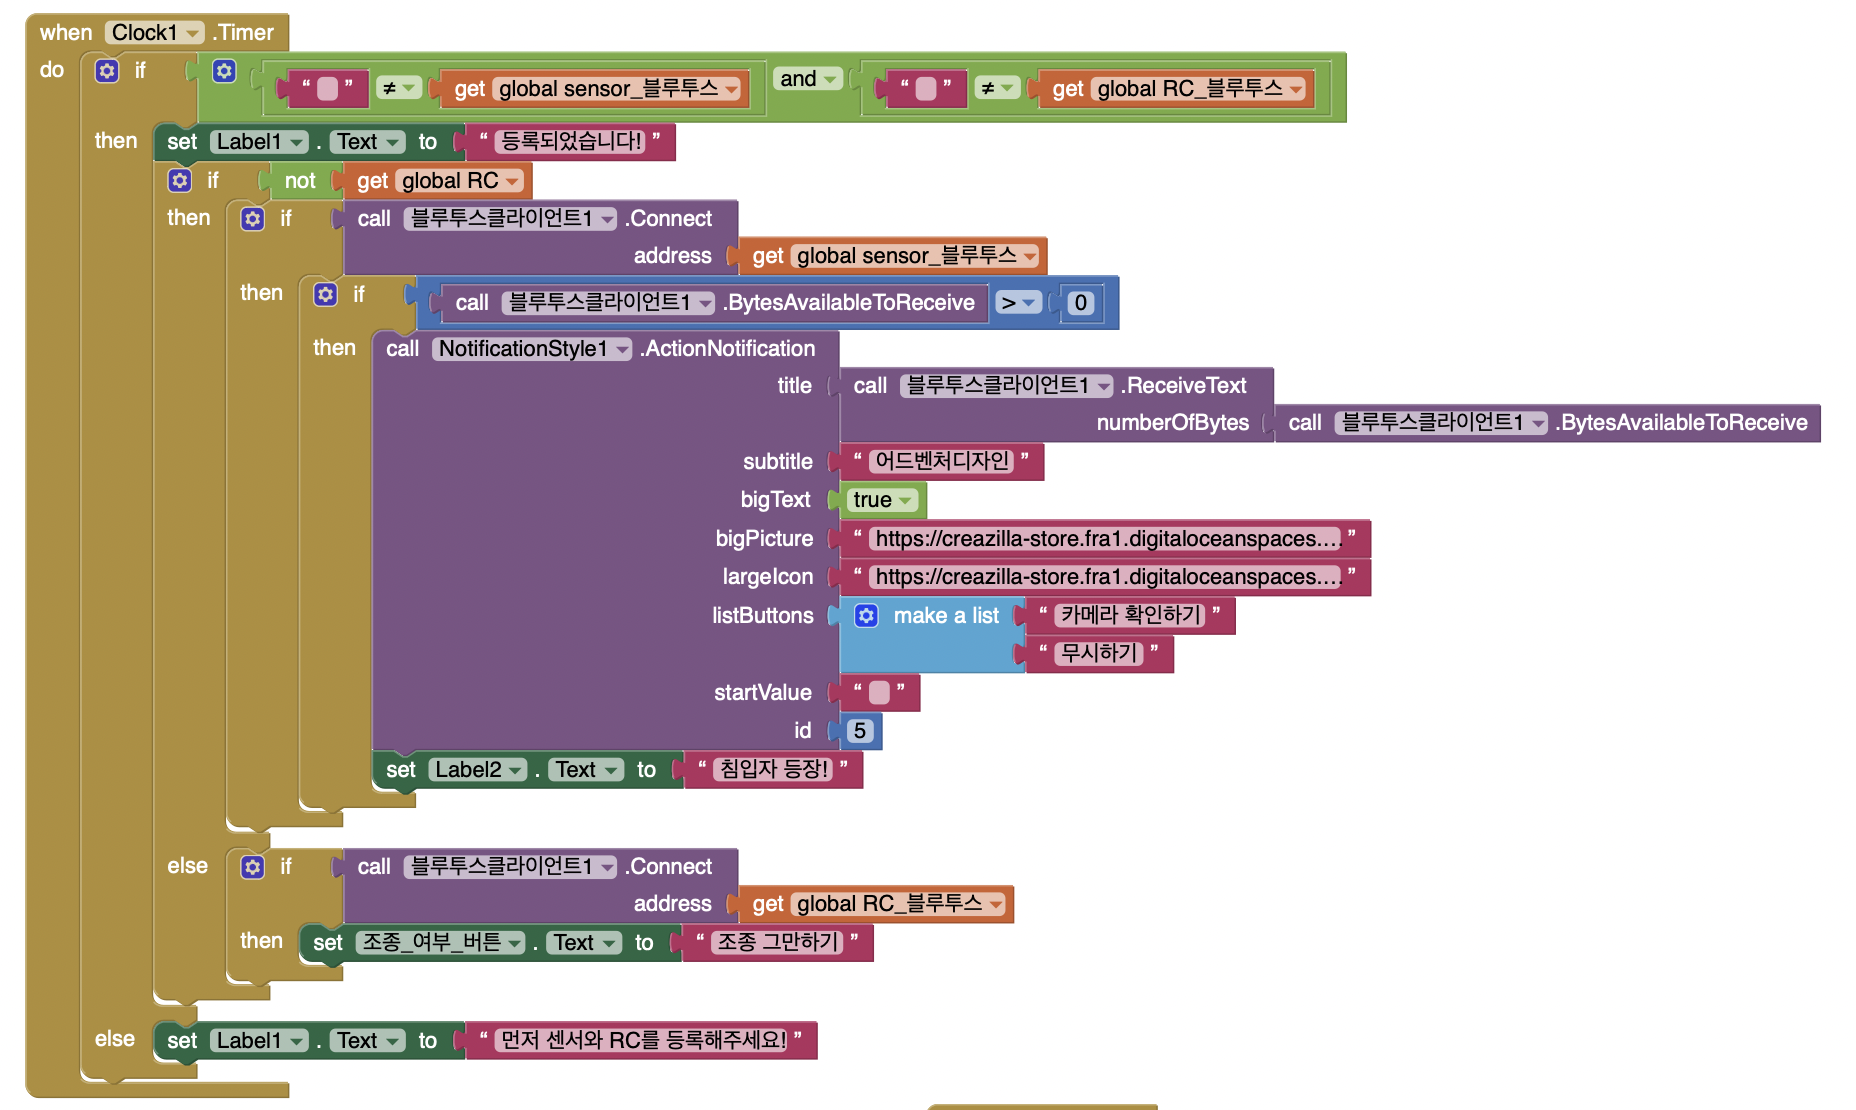 when Clock1 .Timer
do if “ ” ≠ get global sensor_블루투스 and “ ” ≠ get global RC_블루투스
then set Label1 . Text to “ 등록되었습니다! ”
if not get global RC
then if call 블루투스클라이언트1 .Connect
address get global sensor_블루투스
then if call 블루투스클라이언트1 .BytesAvailableToReceive > 0
then call NotificationStyle1 .ActionNotification
title call 블루투스클라이언트1 .ReceiveText
numberOfBytes call 블루투스클라이언트1 .BytesAvailableToReceive
subtitle “ 어드벤처디자인 ”
bigText true
bigPicture “ https://creazilla-store.fra1.digitaloceanspaces.... ”
largeIcon “ https://creazilla-store.fra1.digitaloceanspaces.... ”
listButtons make a list “ 카메라 확인하기 ”
“ 무시하기 ”
startValue “ ”
id 5
set Label2 . Text to “ 침입자 등장! ”
else if call 블루투스클라이언트1 .Connect
address get global RC_블루투스
then set 조종_여부_버튼 . Text to “ 조종 그만하기 ”
else set Label1 . Text to “ 먼저 센서와 RC를 등록해주세요! ”